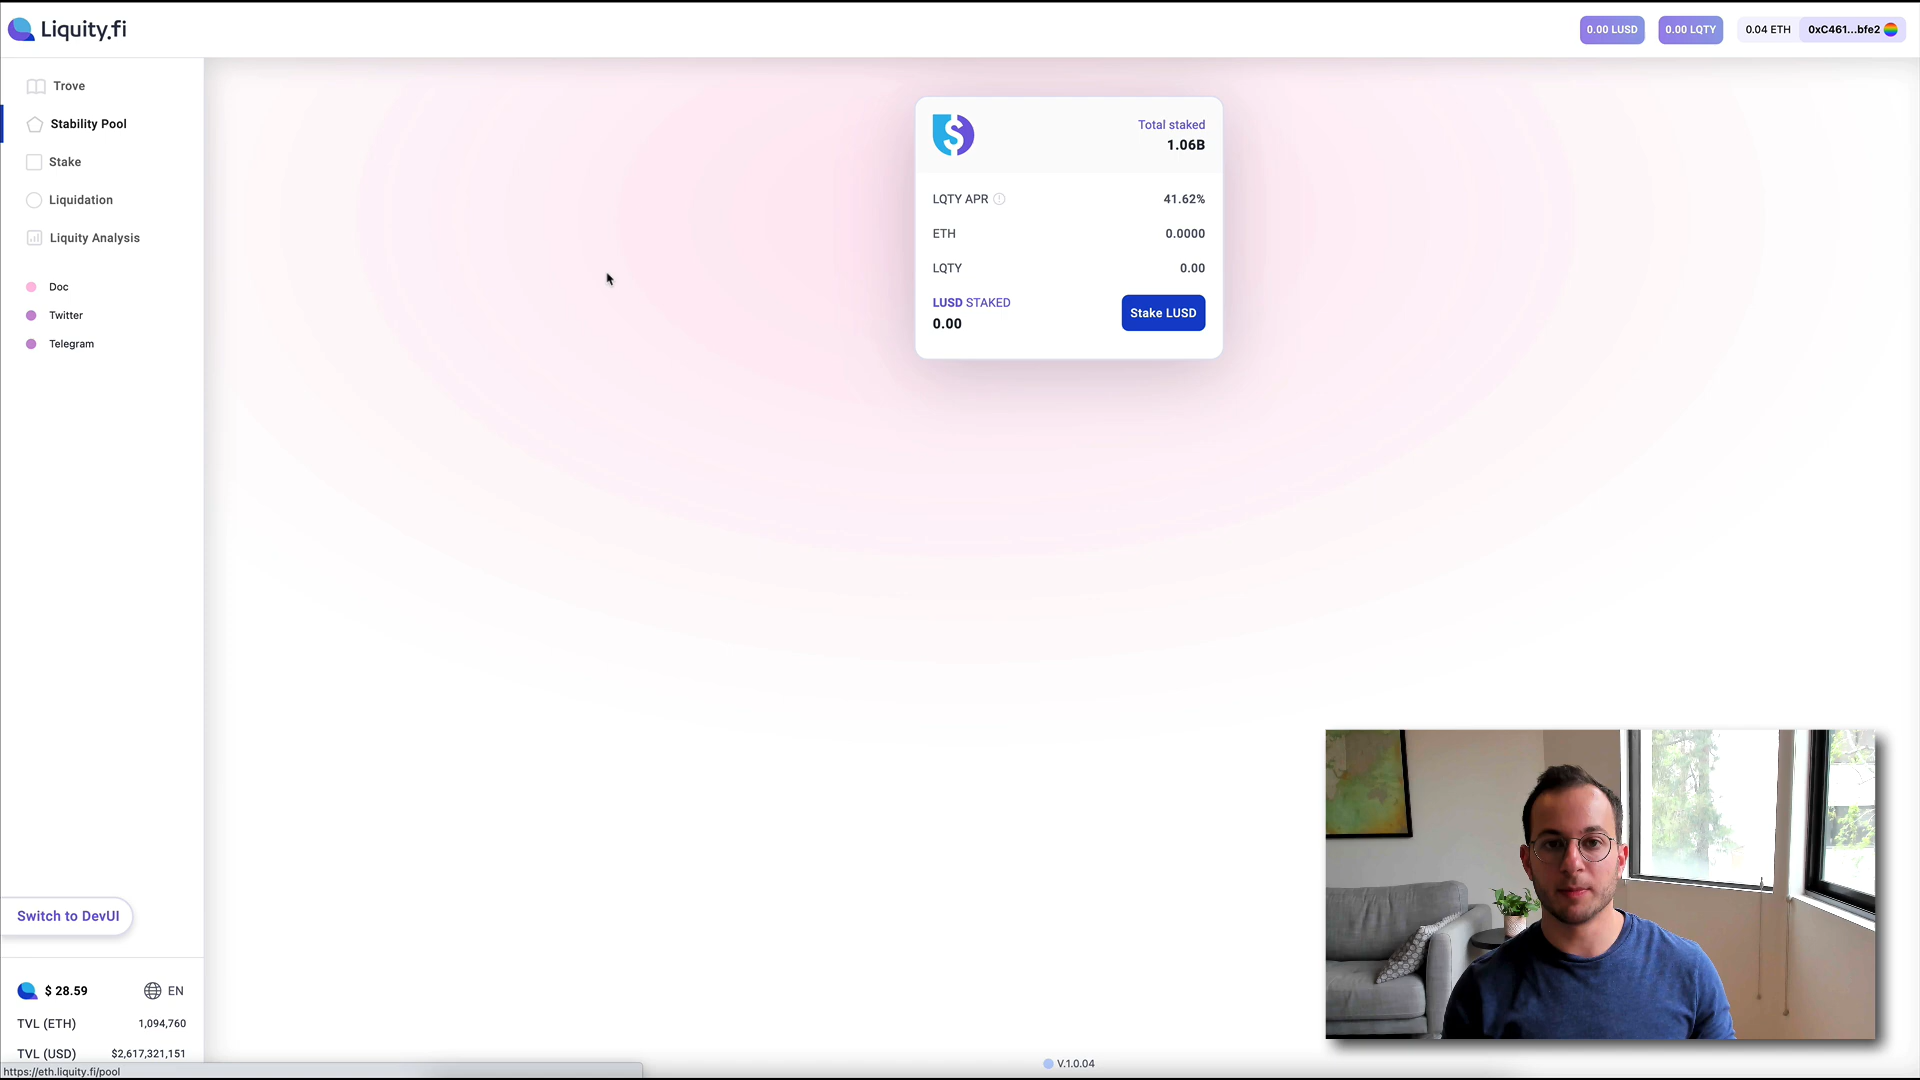 Liquity.fi
0.00 LUSD
0.00 LQTY
0.04 ETH
0xC461...bfe2
Trove
Stability Pool
Stake
Liquidation
Liquity Analysis
Doc
Twitter
Telegram
Total staked
1.06B
LQTY APR
41.62%
ETH
0.0000
LQTY
0.00
LUSD STAKED
0.00
Stake LUSD
Switch to DevUI
$ 28.59
EN
TVL (ETH)
1,094,760
TVL (USD)
$2,617,321,151
https://eth.liquity.fi/pool
V.1.0.04